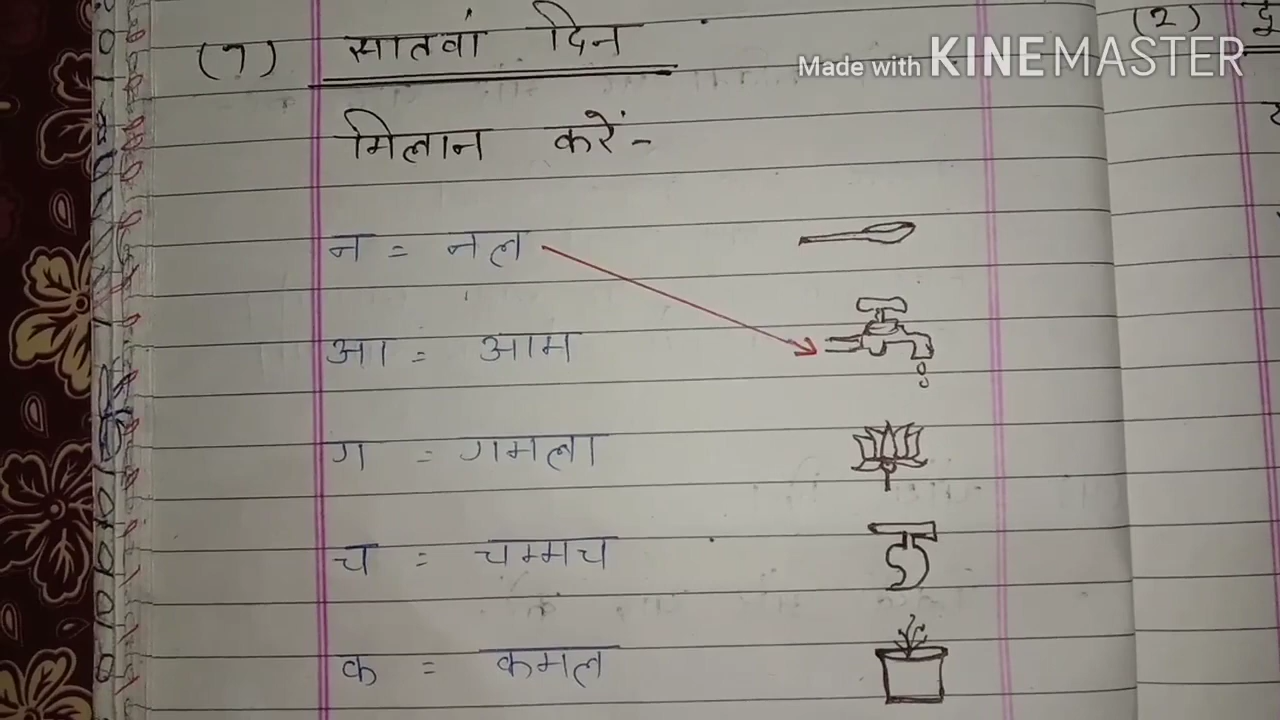 (7) सातवां दिन
Made with KINEMASTER
(2)
मिलान करें-
न = नल
आ = आम
ग = गमला
च = चम्मच
ङ
क = कमल